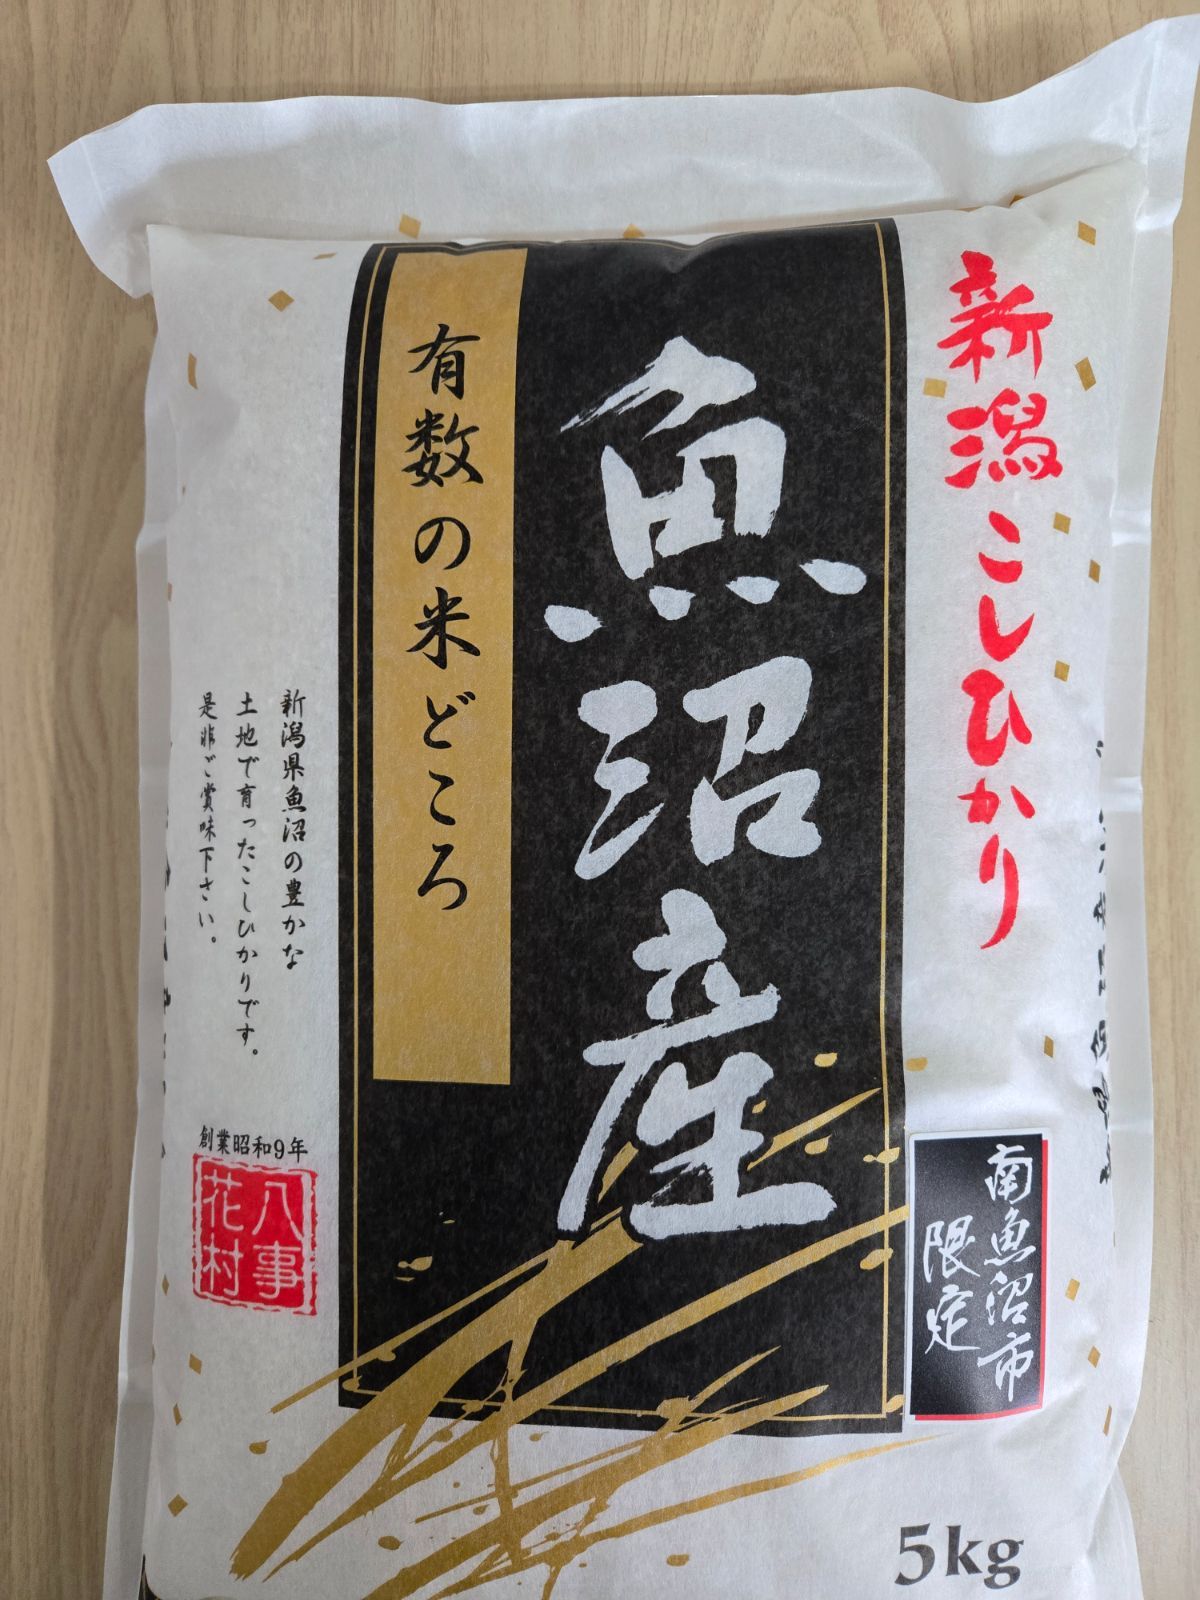 新潟こしひかり
魚沼産
有数の米どころ
新潟県魚沼の豊かな
土地で育ったこしひかりです。
是非ご賞味下さい。
創業昭和9年
八事
花村
南魚沼市
限定
5kg